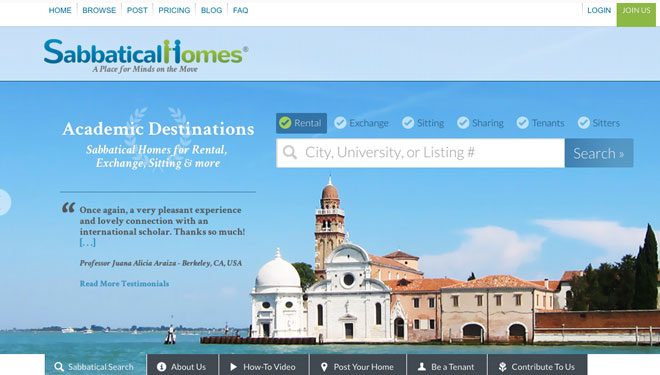 HOME BROWSE POST PRICING BLOG FAQ LOGIN JOIN US
SabbaticalHomes®
A Place for Minds on the Move
Academic Destinations
Sabbatical Homes for Rental,
Exchange, Sitting & more
Rental Exchange Sitting Sharing Tenants Sitters
City, University, or Listing # Search »
“ Once again, a very pleasant experience
and lovely connection with an
international scholar. Thanks so much!
[. . .]
Professor Juana Alicia Araiza - Berkeley, CA, USA
Read More Testimonials
Sabbatical Search About Us How-To Video Post Your Home Be a Tenant Contribute To Us